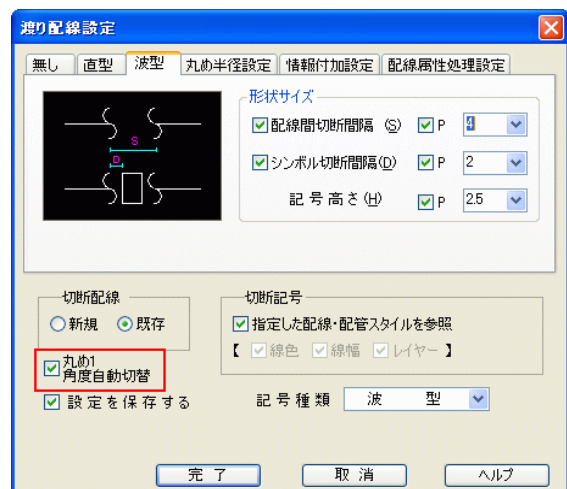 渡り配線設定
無し 直型 波型 丸め半径設定 情報付加設定 配線属性処理設定
形状サイズ
配線間切断間隔 (S) P 4
S
D
シンボル切断間隔(D) P 2
記号高さ(H) P 2.5
切断配線
新規 既存
切断記号
指定した配線・配管スタイルを参照
【 線色 線幅 レイヤー 】
丸め1
角度自動切替
設定を保存する
記号種類 波 型
完了 取消 ヘルプ